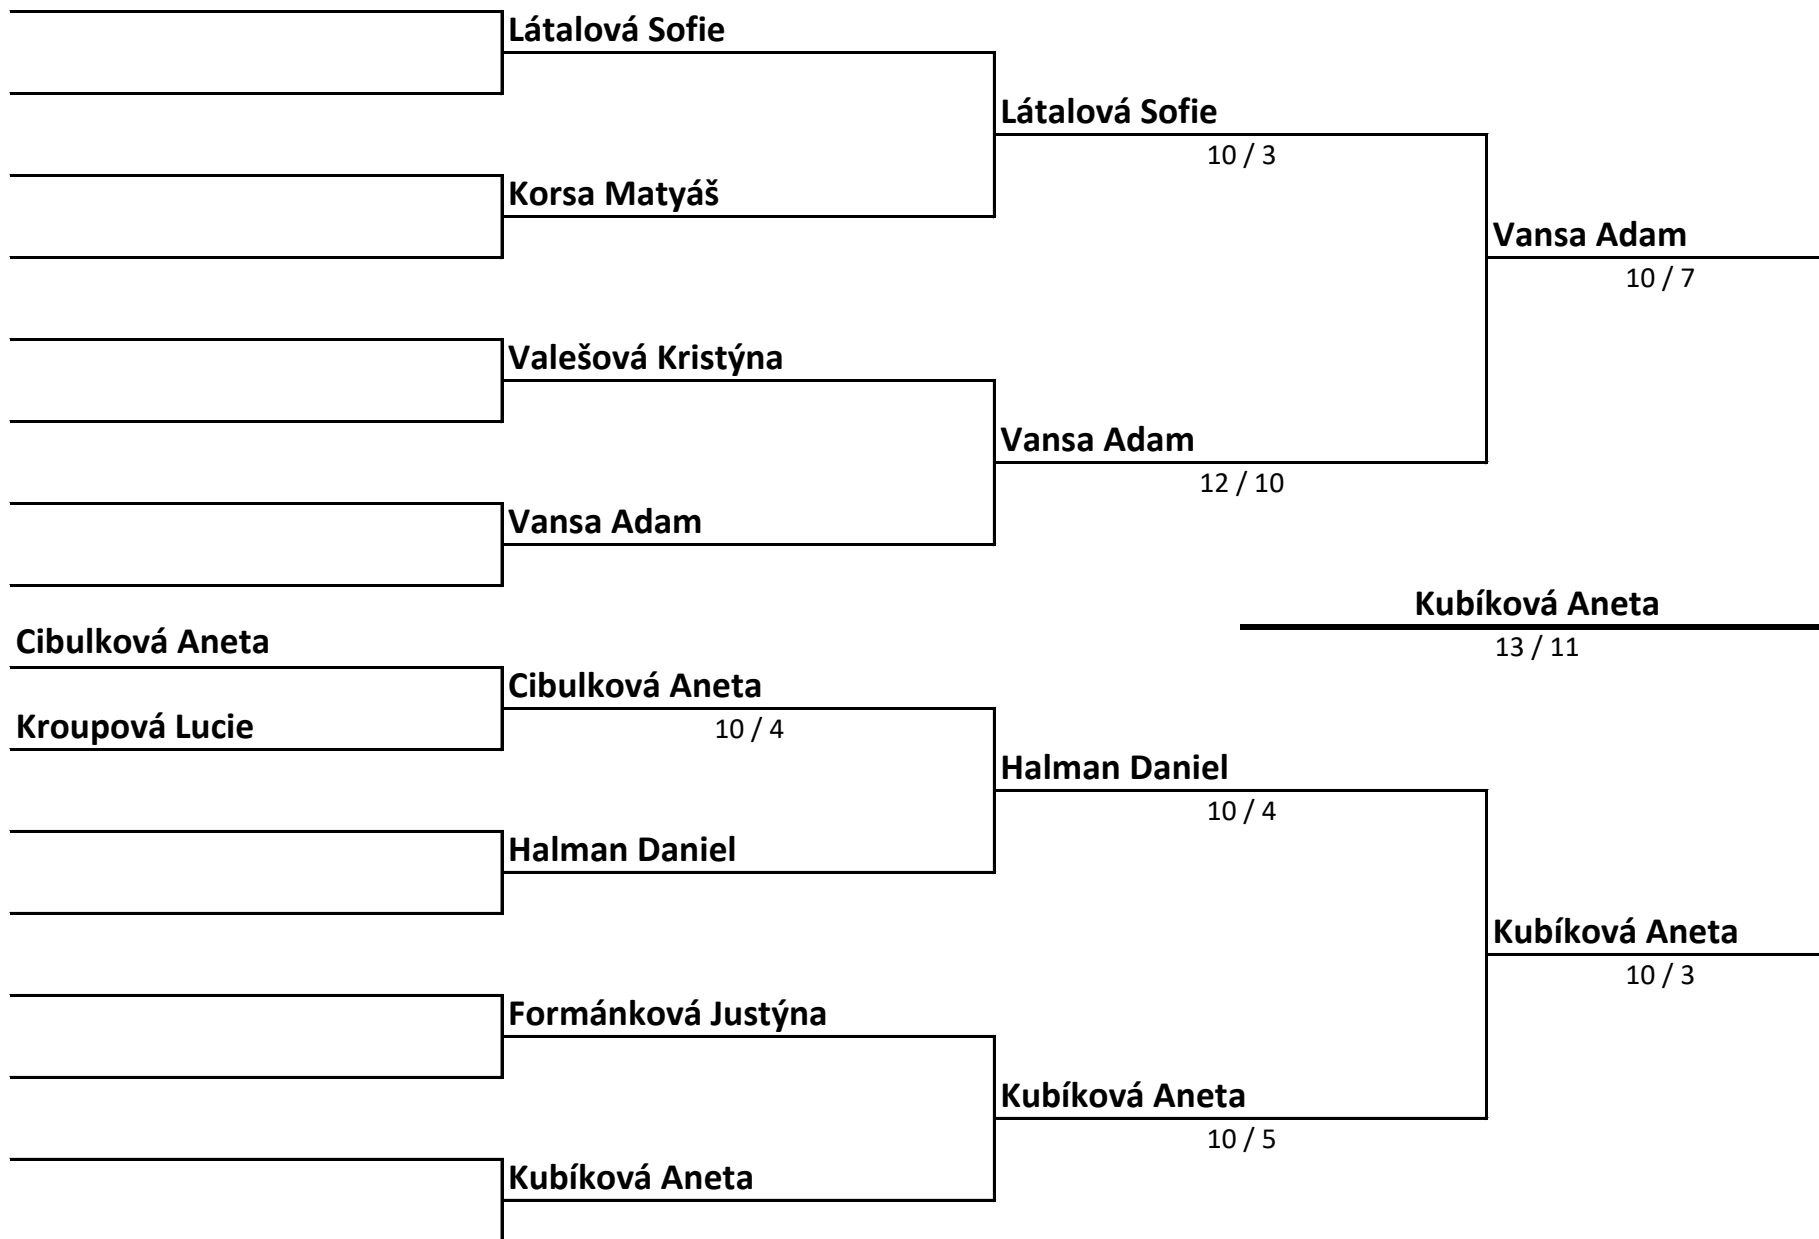 Látalová Sofie
Látalová Sofie
10 / 3
Korsa Matyáš
Vansa Adam
10 / 7
Valešová Kristýna
Vansa Adam
12 / 10
Vansa Adam
Kubíková Aneta
13 / 11
Cibulková Aneta
Cibulková Aneta
Kroupová Lucie
10 / 4
Halman Daniel
10 / 4
Halman Daniel
Kubíková Aneta
10 / 3
Formánková Justýna
Kubíková Aneta
10 / 5
Kubíková Aneta